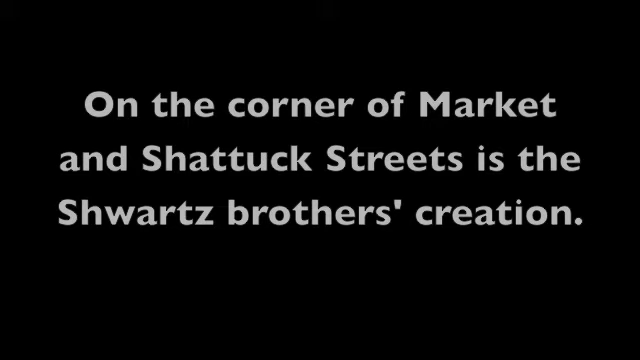 On the corner of Market
and Shattuck Streets is the
Shwartz brothers' creation.